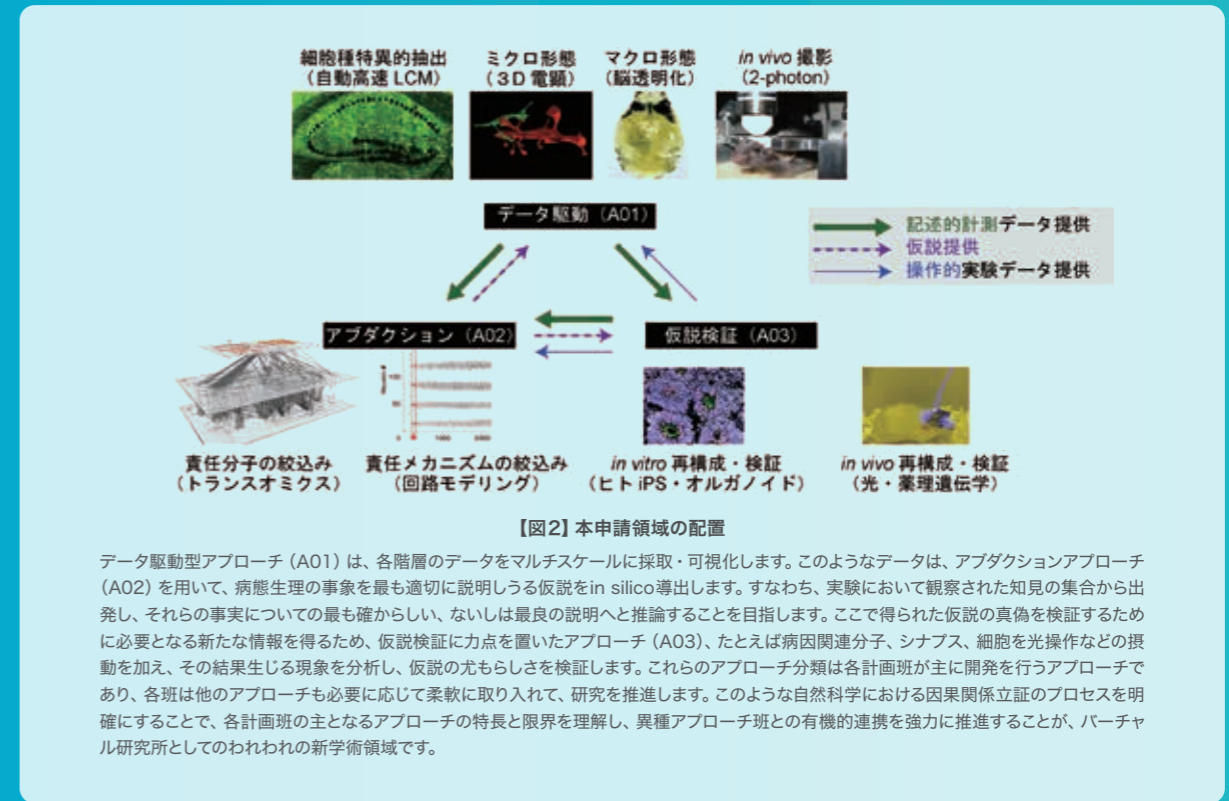 細胞種特異的抽出
(自動高速 LCM)
ミクロ形態
(3D 電顕)
マクロ形態
(脳透明化)
in vivo 撮影
(2-photon)
データ駆動 (A01)
記述的計測データ提供
仮説提供
操作的実験データ提供
アブダクション (A02)
仮説検証 (A03)
責任分子の絞込み
(トランスオミクス)
責任メカニズムの絞込み
(回路モデリング)
in vitro 再構成・検証
(ヒト iPS・オルガノイド)
in vivo 再構成・検証
(光・薬理遺伝学)
【図2】本申請領域の配置
データ駆動型アプローチ (A01) は、各階層のデータをマルチスケールに採取・可視化します。このようなデータは、アブダクションアプローチ
(A02) を用いて、病態生理の事象を最も適切に説明しうる仮説をin silico導出します。すなわち、実験において観察された知見の集合から出
発し、それらの事実についての最も確からしい、ないしは最良の説明へと推論することを目指します。ここで得られた仮説の真偽を検証するため
に必要となる新たな情報を得るため、仮説検証に力点を置いたアプローチ (A03)、たとえば病因関連分子、シナプス、細胞を光操作などの摂
動を加え、その結果生じる現象を分析し、仮説の尤もらしさを検証します。これらのアプローチ分類は各計画班が主に開発を行うアプローチで
あり、各班は他のアプローチも必要に応じて柔軟に取り入れて、研究を推進します。このような自然科学における因果関係立証のプロセスを明
確にすることで、各計画班の主となるアプローチの特長と限界を理解し、異種アプローチ班との有機的連携を強力に推進することが、バーチャ
ル研究所としてのわれわれの新学術領域です。